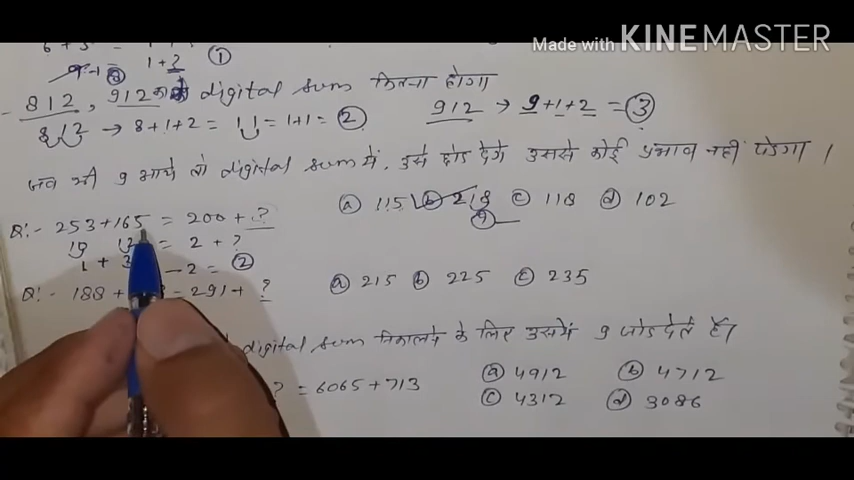 Made with KINEMASTER
1+? ①
812, 912 का digital sum कितना होगा
812 → 8+1+2 = 11 = 1+1 = ② 912 → 9+1+2 = ③
जब भी 9 आये तो digital sum में, उसे छोड़ देंगे उससे कोई प्रभाव नहीं पड़ेगा ।
Q:- 253+165 = 200+? ⓐ 115 ⓑ 218 ⓒ 118 ⓓ 102
10 12 = 2+?
1+3 -2 = ②
Q:- 188+ 291+? ⓐ 215 ⓑ 225 ⓒ 235
digital sum निकालने के लिए उसमें 9 जोड़ देते हैं।
? = 6065+713 ⓐ 4912 ⓑ 4712
ⓒ 4312 ⓓ 3086